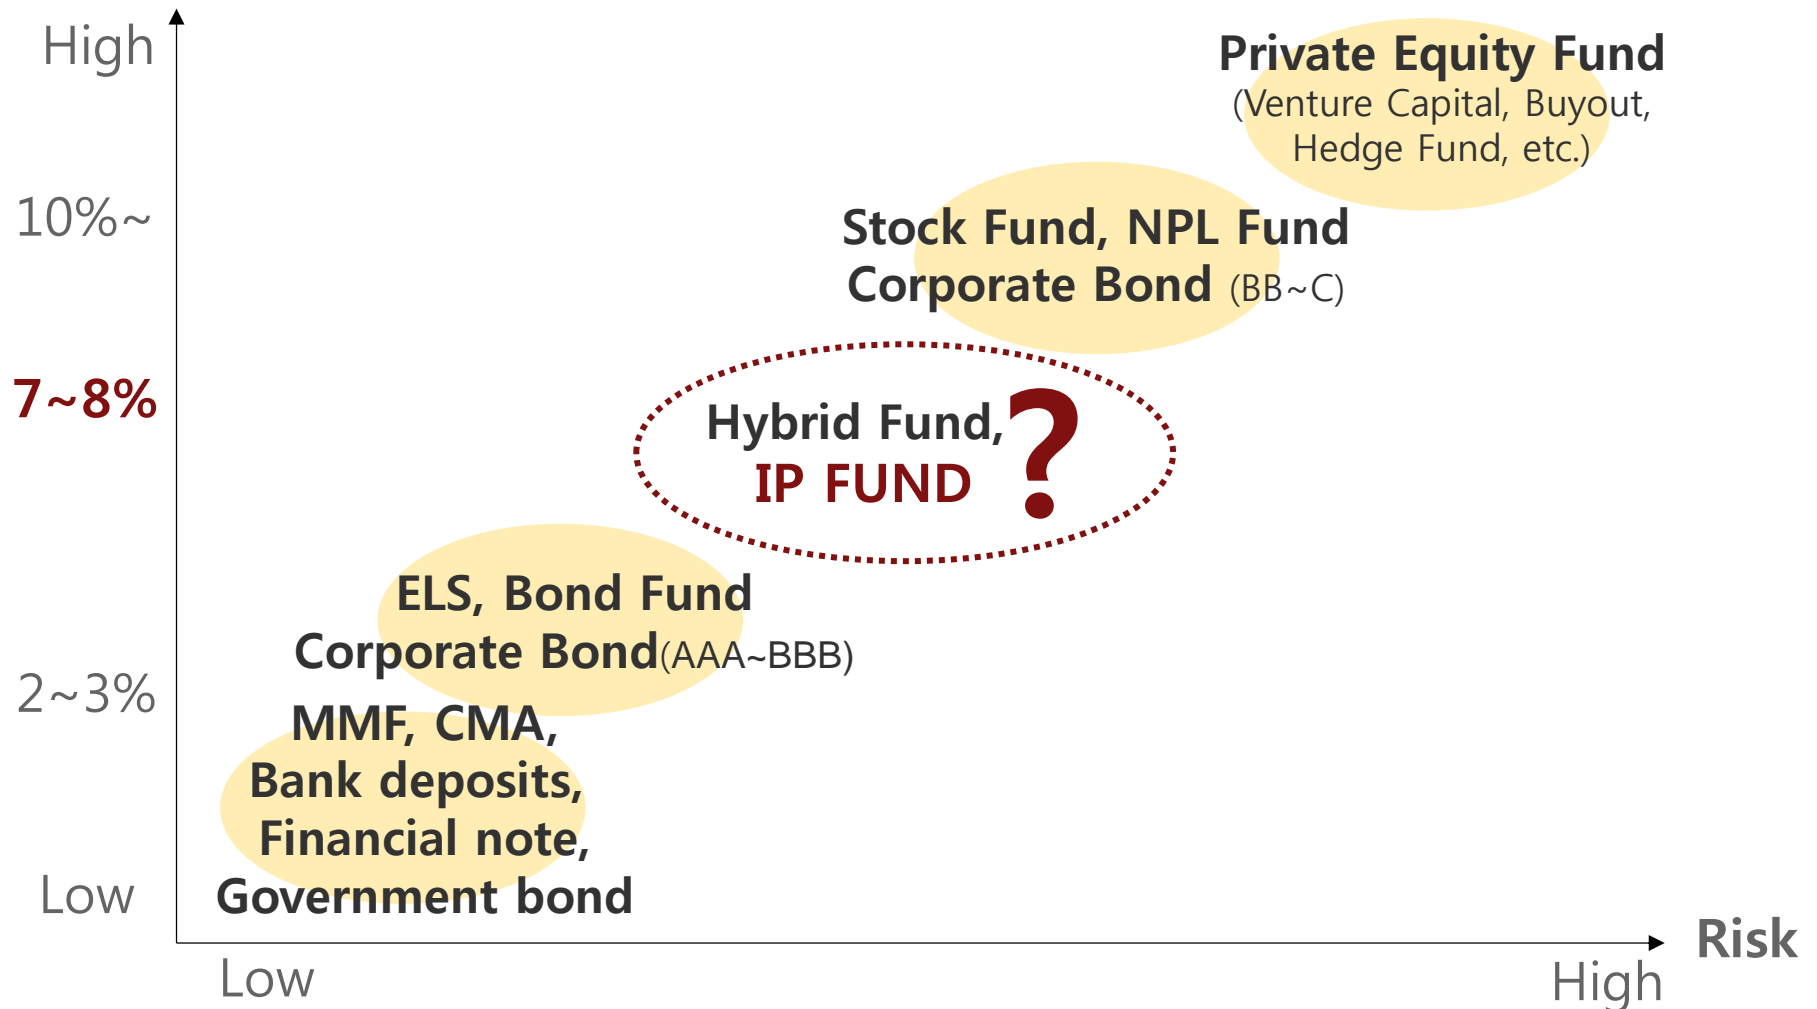 High
Private Equity Fund
(Venture Capital, Buyout,
Hedge Fund, etc.)
10%~
Stock Fund, NPL Fund
Corporate Bond (BB~C)
7~8%
Hybrid Fund,
IP FUND ?
ELS, Bond Fund
Corporate Bond(AAA~BBB)
2~3%
MMF, CMA,
Bank deposits,
Financial note,
Government bond
Low
Risk
Low
High